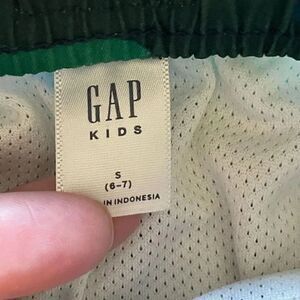 GAP
KIDS
S
(6-7)
IN INDONESIA